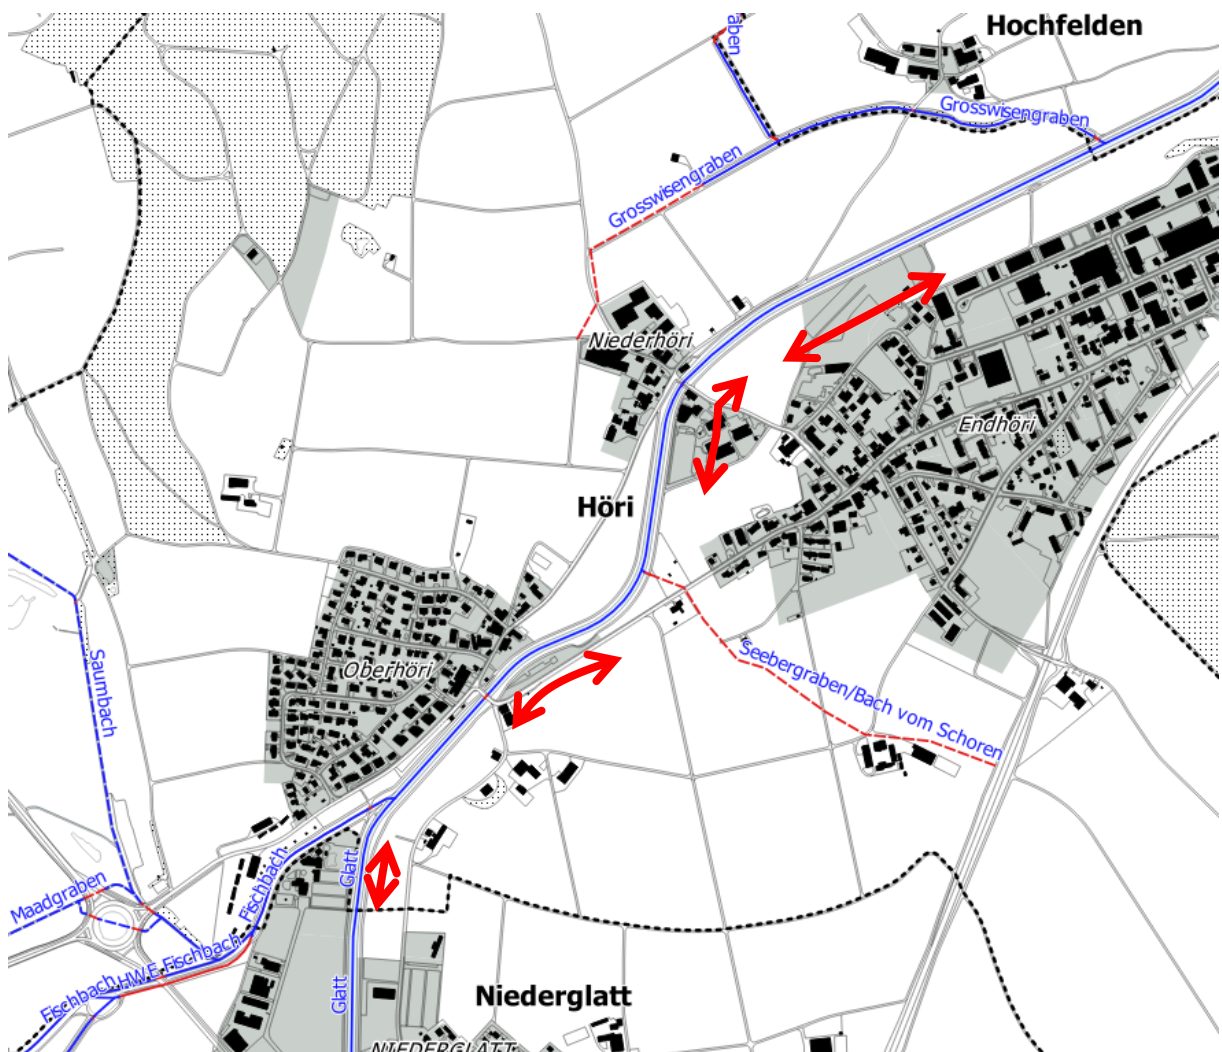 Hochfelden
äben
Grosswisengraben
Grosswisengraben
Niederhöri
Endhöri
Höri
Oberhöri
Saumbach
Seebergraben/Bach vom Schoren
Glatt
Fischbach
Maadgraben
HWE Fischbach
Fischbach
Glatt
Niederglatt
NIEDERGLATT